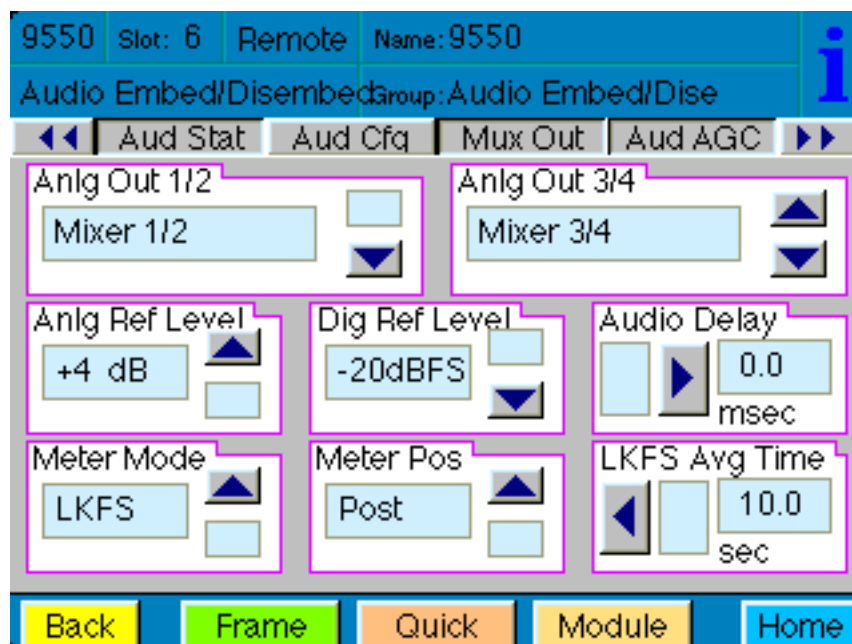 9550 Slot: 6 Remote Name: 9550
Audio Embed/Disembed Group: Audio Embed/Dise
Aud Stat Aud Cfg Mux Out Aud AGC
Anlg Out 1/2 Anlg Out 3/4
Mixer 1/2 Mixer 3/4
Anlg Ref Level Dig Ref Level Audio Delay
+4 dB -20dBFS 0.0
msec
Meter Mode Meter Pos LKFS Avg Time
LKFS Post 10.0
sec
Back Frame Quick Module Home